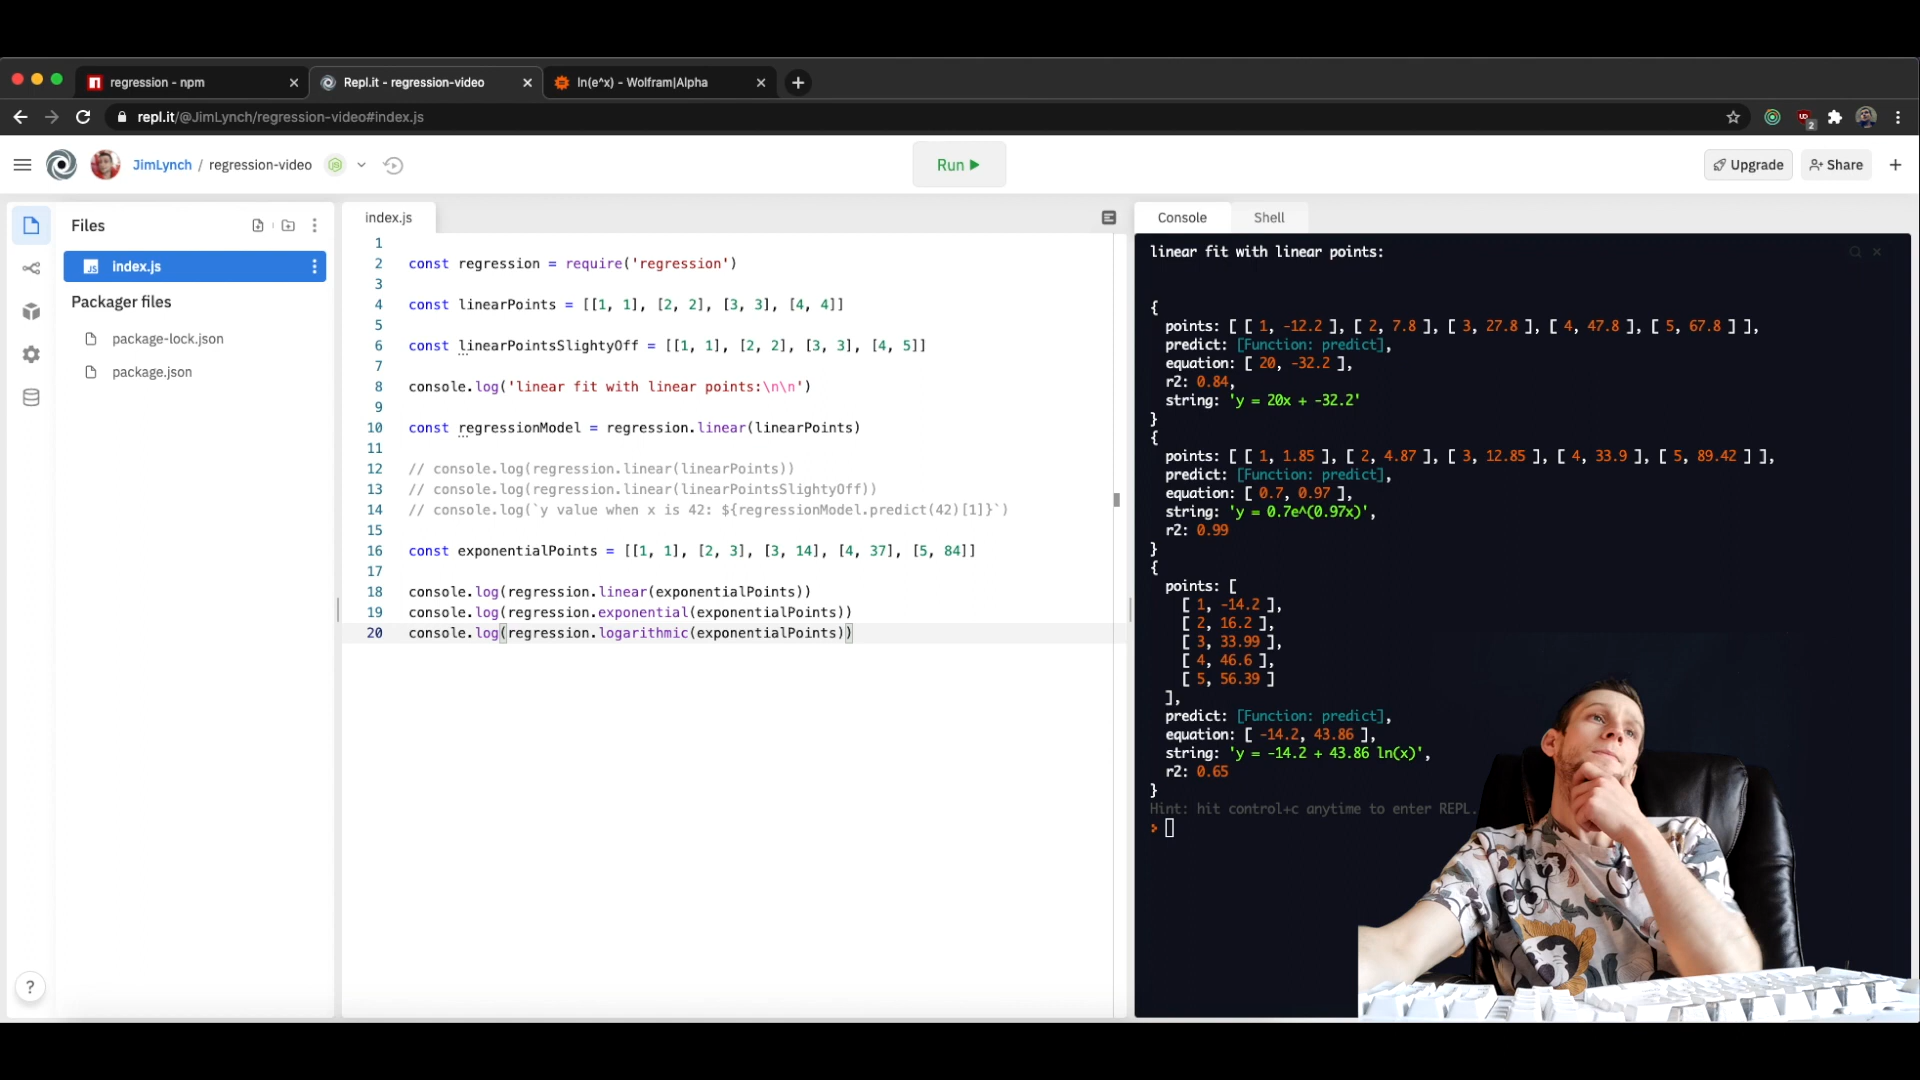 regression - npm
Repl.it - regression-video
ln(e^x) - Wolfram|Alpha
repl.it/@JimLynch/regression-video#index.js
2
JimLynch / regression-video
Run
Upgrade
Share
Files
index.js
Packager files
package-lock.json
package.json
?
index.js
1
2 const regression = require('regression')
3
4 const linearPoints = [[1, 1], [2, 2], [3, 3], [4, 4]]
5
6 const linearPointsSlightyOff = [[1, 1], [2, 2], [3, 3], [4, 5]]
7
8 console.log('linear fit with linear points:\n\n')
9
10 const regressionModel = regression.linear(linearPoints)
11
12 // console.log(regression.linear(linearPoints))
13 // console.log(regression.linear(linearPointsSlightyOff))
14 // console.log(`y value when x is 42: ${regressionModel.predict(42)[1]}`)
15
16 const exponentialPoints = [[1, 1], [2, 3], [3, 14], [4, 37], [5, 84]]
17
18 console.log(regression.linear(exponentialPoints))
19 console.log(regression.exponential(exponentialPoints))
20 console.log(regression.logarithmic(exponentialPoints))
Console
Shell
linear fit with linear points:
{
points: [ [ 1, -12.2 ], [ 2, 7.8 ], [ 3, 27.8 ], [ 4, 47.8 ], [ 5, 67.8 ] ],
predict: [Function: predict],
equation: [ 20, -32.2 ],
r2: 0.84,
string: 'y = 20x + -32.2'
}
{
points: [ [ 1, 1.85 ], [ 2, 4.87 ], [ 3, 12.85 ], [ 4, 33.9 ], [ 5, 89.42 ] ],
predict: [Function: predict],
equation: [ 0.7, 0.97 ],
string: 'y = 0.7e^(0.97x)',
r2: 0.99
}
{
points: [
[ 1, -14.2 ],
[ 2, 16.2 ],
[ 3, 33.99 ],
[ 4, 46.6 ],
[ 5, 56.39 ]
],
predict: [Function: predict],
equation: [ -14.2, 43.86 ],
string: 'y = -14.2 + 43.86 ln(x)',
r2: 0.65
}
Hint: hit control+c anytime to enter REPL.